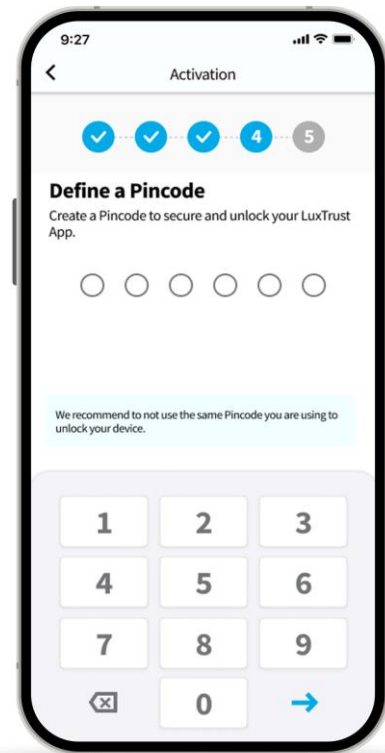 9:27
Activation
4 5
Define a Pincode
Create a Pincode to secure and unlock your LuxTrust
App.
We recommend to not use the same Pincode you are using to
unlock your device.
1 2 3
4 5 6
7 8 9
0